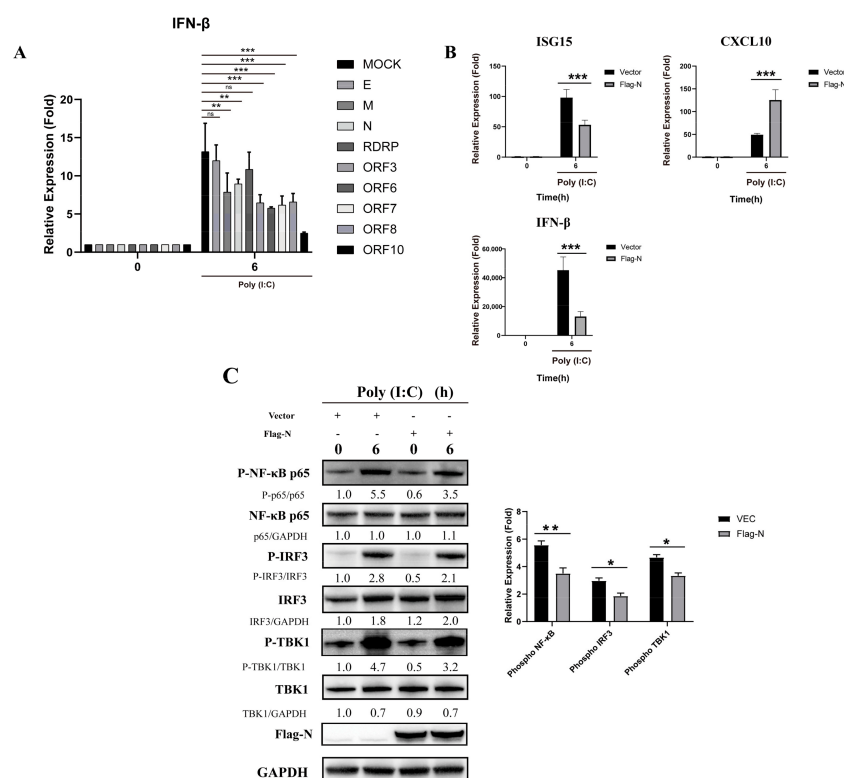 A
IFN-β
Relative Expression (Fold)
20
15
10
5
0
***
***
***
***
ns
**
**
ns
0
6
Poly (I:C)
MOCK
E
M
N
RDRP
ORF3
ORF6
ORF7
ORF8
ORF10
B
ISG15
Relative Expression (Fold)
150
100
50
0
***
0
6
Poly (I:C)
Time(h)
Vector
Flag-N
CXCL10
Relative Expression (Fold)
200
150
100
50
0
***
0
6
Poly (I:C)
Time(h)
Vector
Flag-N
IFN-β
Relative Expression (Fold)
60,000
40,000
20,000
0
***
0
6
Poly (I:C)
Time(h)
Vector
Flag-N
C
Poly (I:C) (h)
Vector + + - -
Flag-N - - + +
0 6 0 6
P-NF-κB p65
P-p65/p65 1.0 5.5 0.6 3.5
NF-κB p65
p65/GAPDH 1.0 1.0 1.0 1.1
P-IRF3
P-IRF3/IRF3 1.0 2.8 0.5 2.1
IRF3
IRF3/GAPDH 1.0 1.8 1.2 2.0
P-TBK1
P-TBK1/TBK1 1.0 4.7 0.5 3.2
TBK1
TBK1/GAPDH 1.0 0.7 0.9 0.7
Flag-N
GAPDH
Relative Expression (Fold)
8
6
4
2
0
**
*
*
Phospho NF-κB
Phospho IRF3
Phospho TBK1
VEC
Flag-N